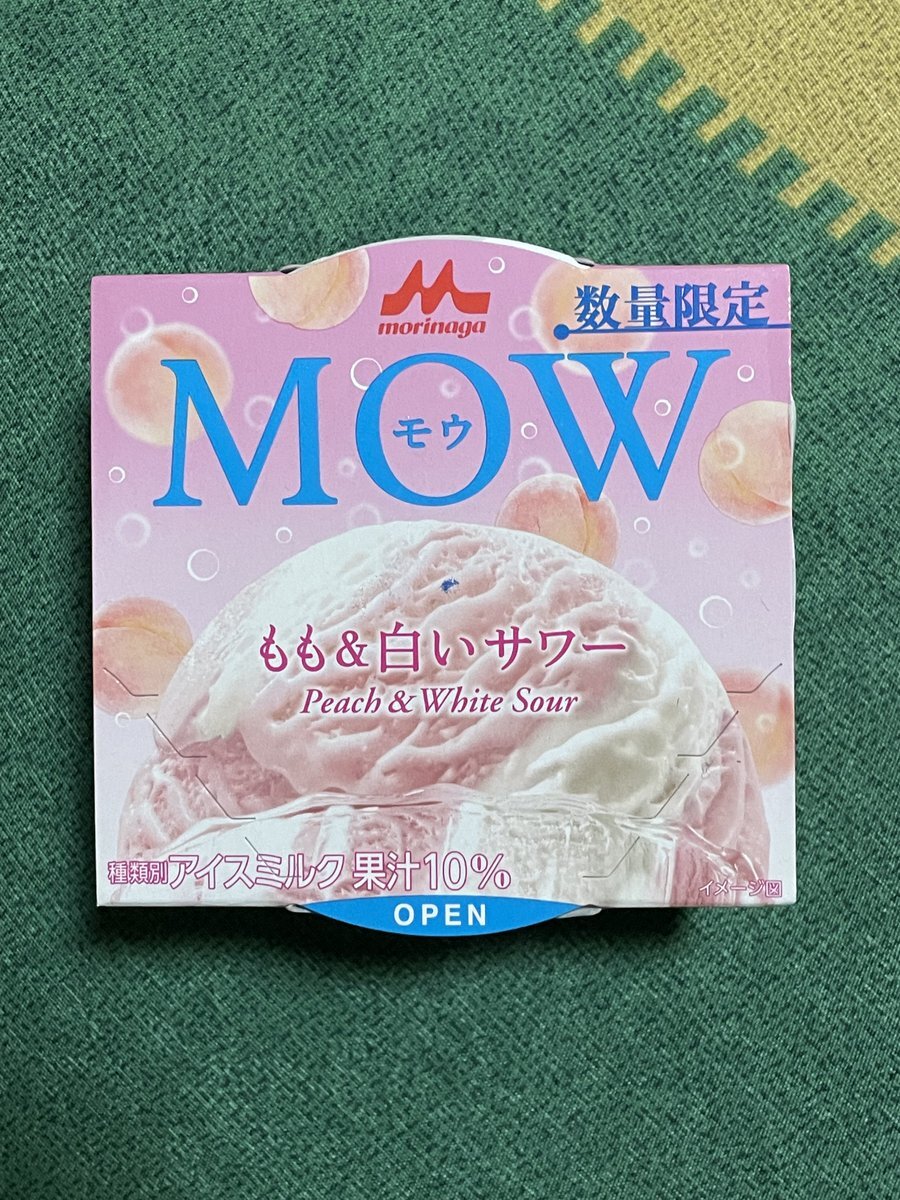 morinaga
数量限定
MOW
モウ
もも&白いサワー
Peach & White Sour
種類別アイスミルク 果汁10%
イメージ図
OPEN